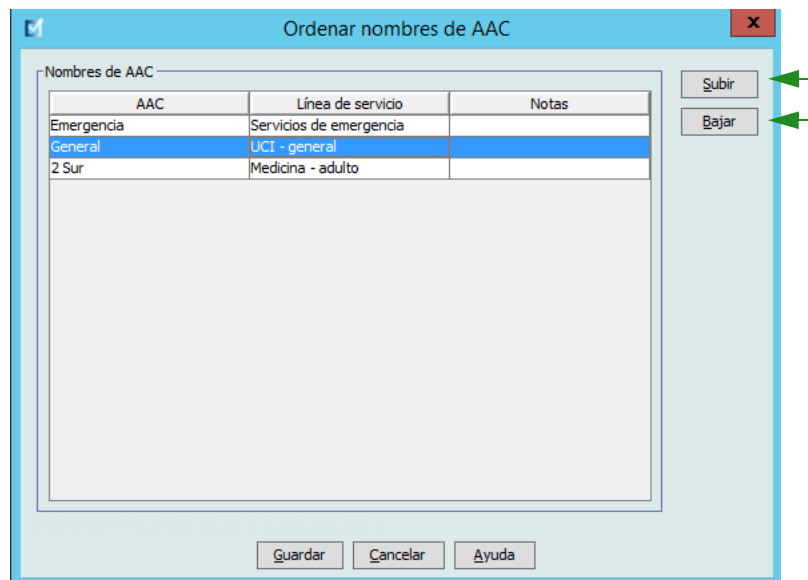 Ordenar nombres de AAC
x
Nombres de AAC
Subir
Bajar
AAC Línea de servicio Notas
Emergencia Servicios de emergencia
General UCI - general
2 Sur Medicina - adulto
Guardar Cancelar Ayuda